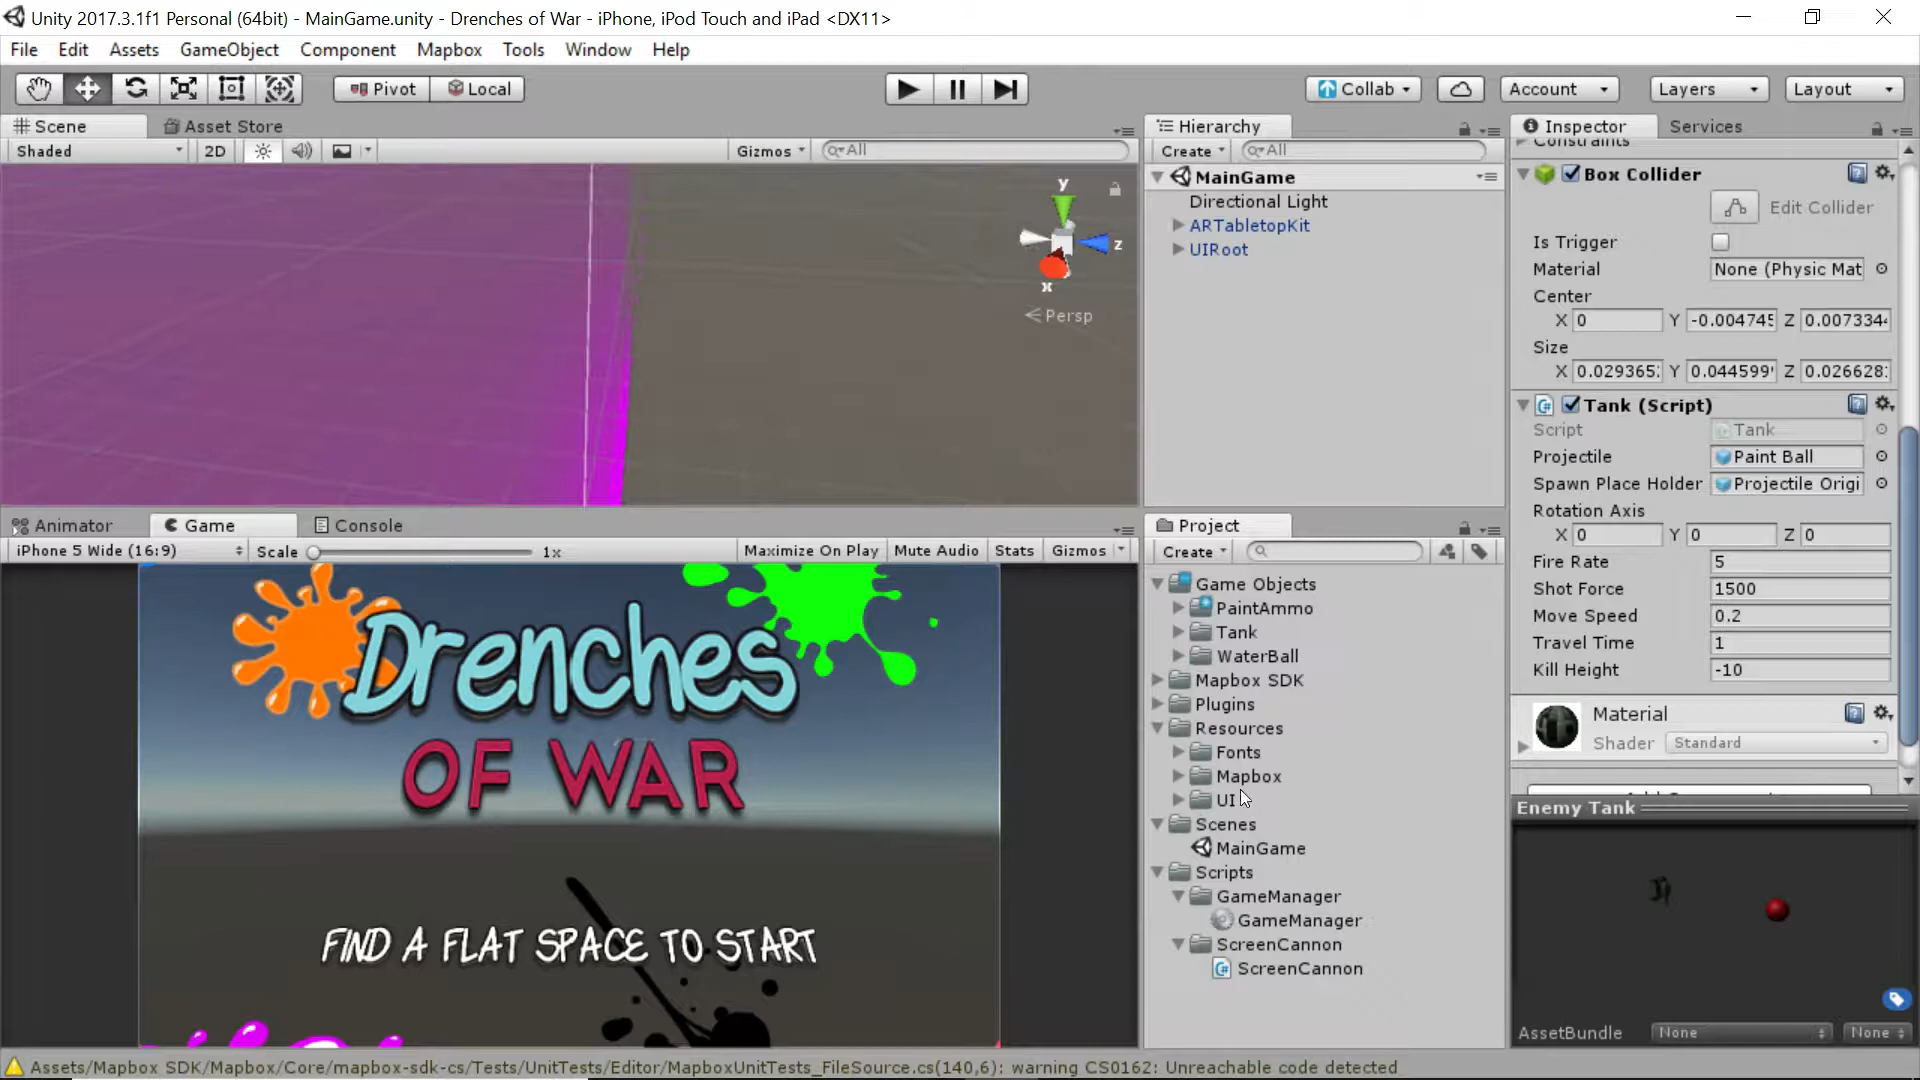 Unity 2017.3.1f1 Personal (64bit) - MainGame.unity - Drenches of War - iPhone, iPod Touch and iPad <DX11>
File Edit Assets GameObject Component Mapbox Tools Window Help
Pivot Local Collab Account Layers Layout
Scene Asset Store
Shaded 2D Gizmos All
y
z
x
Persp
Hierarchy
Create All
MainGame
Directional Light
ARTabletopKit
UIRoot
Inspector Services
Constraints
Box Collider
Edit Collider
Is Trigger
Material None (Physic Mat
Center
X 0 Y -0.004745 Z 0.007334
Size
X 0.029365 Y 0.044599 Z 0.026628
Tank (Script)
Script Tank
Projectile Paint Ball
Spawn Place Holder Projectile Origi
Rotation Axis
X 0 Y 0 Z 0
Fire Rate 5
Shot Force 1500
Move Speed 0.2
Travel Time 1
Kill Height -10
Material
Shader Standard
Enemy Tank
AssetBundle None None
Animator Game Console
iPhone 5 Wide (16:9) Scale 1x Maximize On Play Mute Audio Stats Gizmos
Drenches
OF WAR
FIND A FLAT SPACE TO START
Project
Create
Game Objects
PaintAmmo
Tank
WaterBall
Mapbox SDK
Plugins
Resources
Fonts
Mapbox
UI
Scenes
MainGame
Scripts
GameManager
GameManager
ScreenCannon
ScreenCannon
Assets/Mapbox SDK/Mapbox/Core/mapbox-sdk-cs/Tests/UnitTests/Editor/MapboxUnitTests_FileSource.cs(140,6): warning CS0162: Unreachable code detected